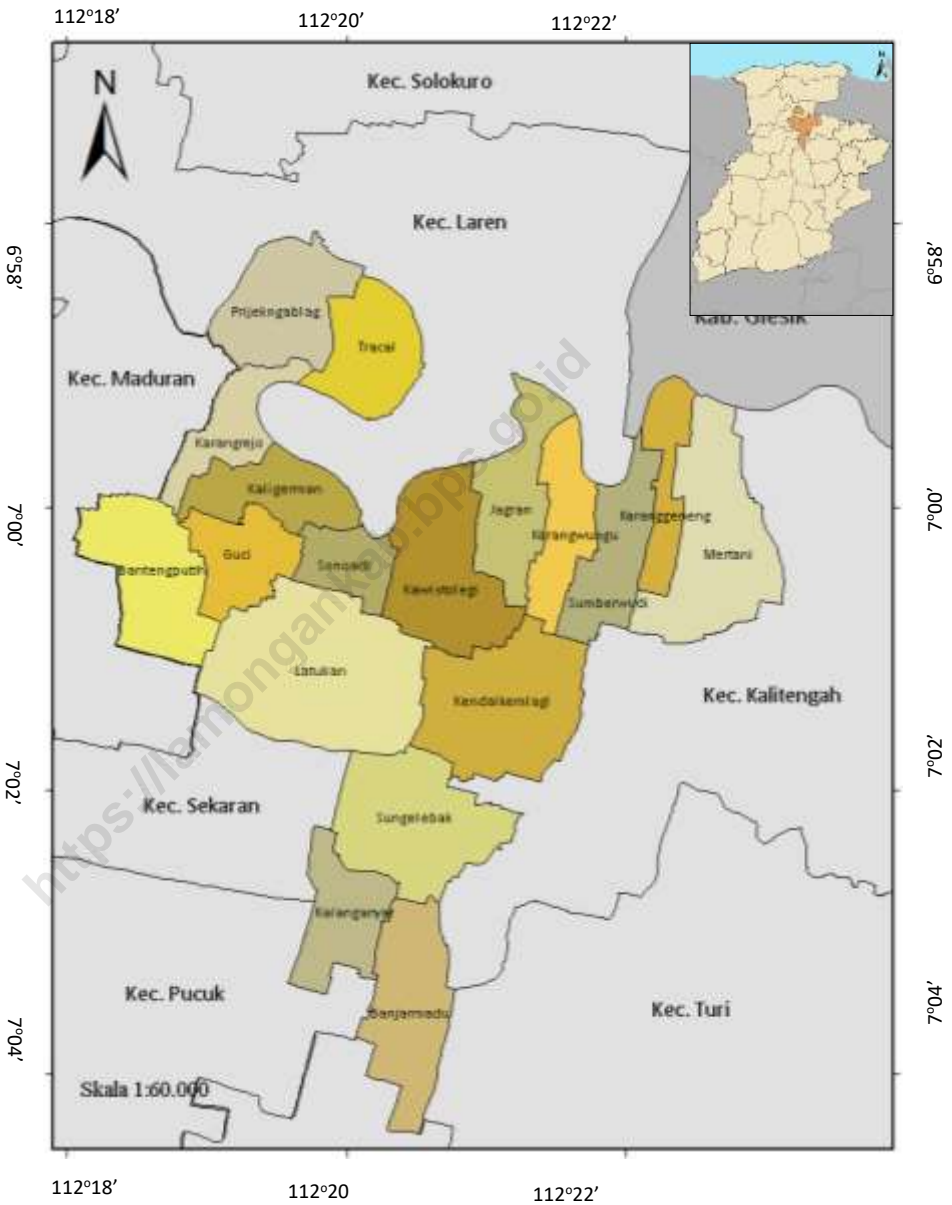 112°18’
112°20’
112°22’
N
N
Kec. Solokuro
Kec. Laren
6°58’
6°58’
Prijekngablag
Kab. Gresik
Tracal
Kec. Maduran
Karangrejo
Kaligerman
Jagran
Karanggeneng
7°00’
7°00’
Karangwungu
Guci
Mertani
Bantengputih
Sonoadi
Kawistolegi
Sumberwudi
Latukan
Kendalkemlagi
Kec. Kalitengah
7°02’
7°02’
Kec. Sekaran
Sungelebak
Kalanganyar
Kec. Pucuk
Banjarmadu
Kec. Turi
7°04’
7°04’
Skala 1:60.000
112°18’
112°20
112°22’
https://lamongankab.bps.go.id